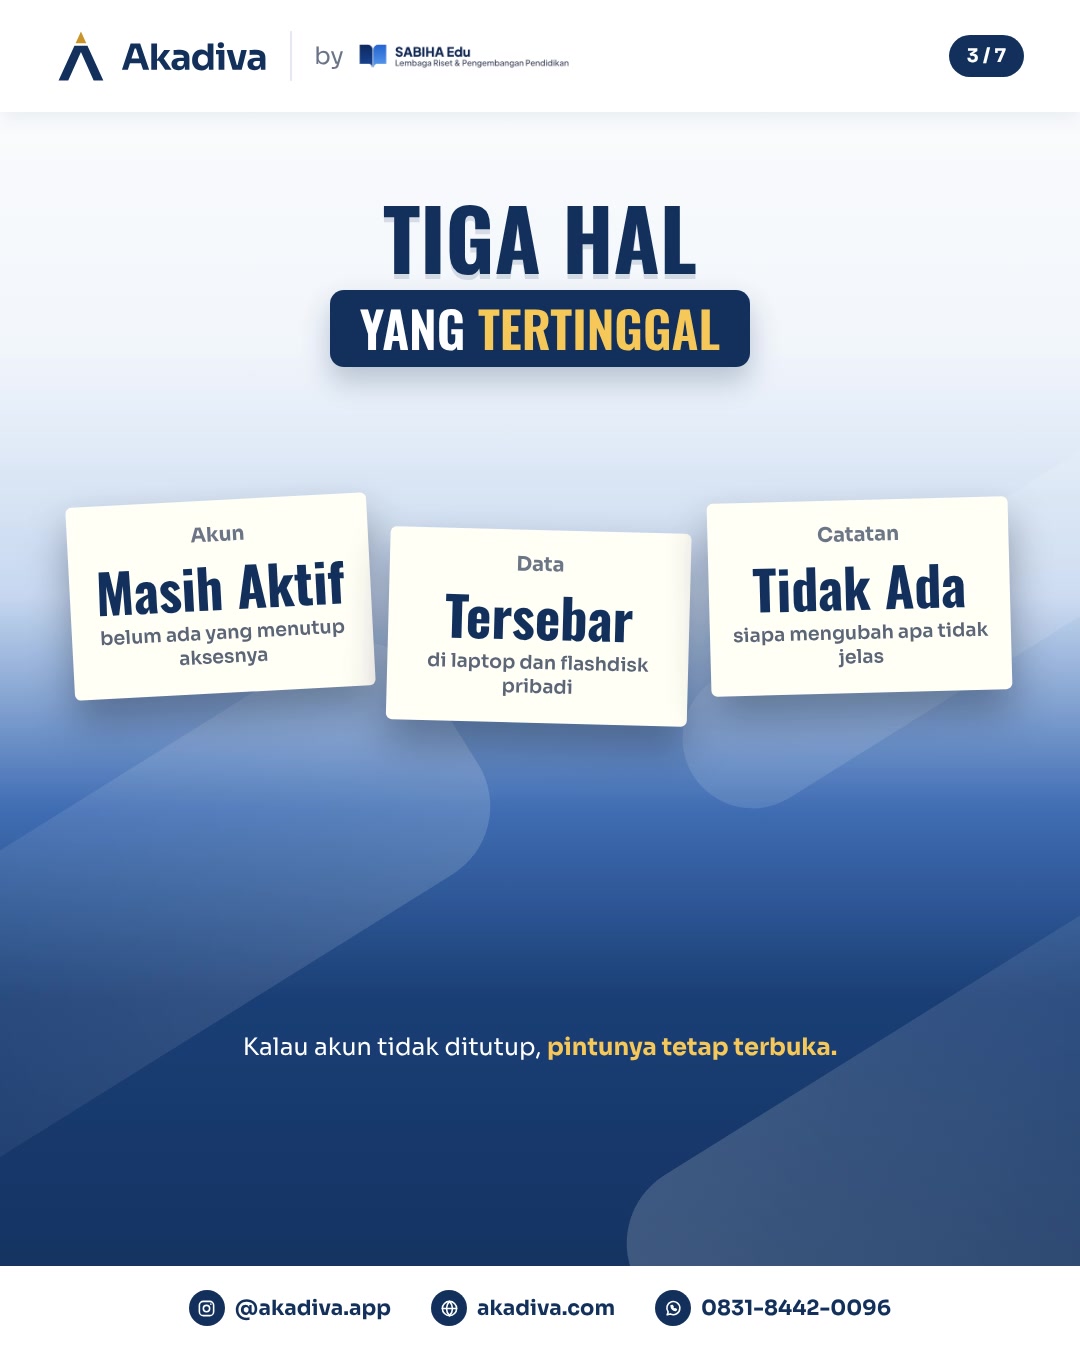 Akadiva
by
SABIHA Edu
Lembaga Riset & Pengembangan Pendidikan
3 / 7
TIGA HAL
YANG TERTINGGAL
Akun
Masih Aktif
belum ada yang menutup
aksesnya
Data
Tersebar
di laptop dan flashdisk
pribadi
Catatan
Tidak Ada
siapa mengubah apa tidak
jelas
Kalau akun tidak ditutup, pintunya tetap terbuka.
@akadiva.app
akadiva.com
0831-8442-0096